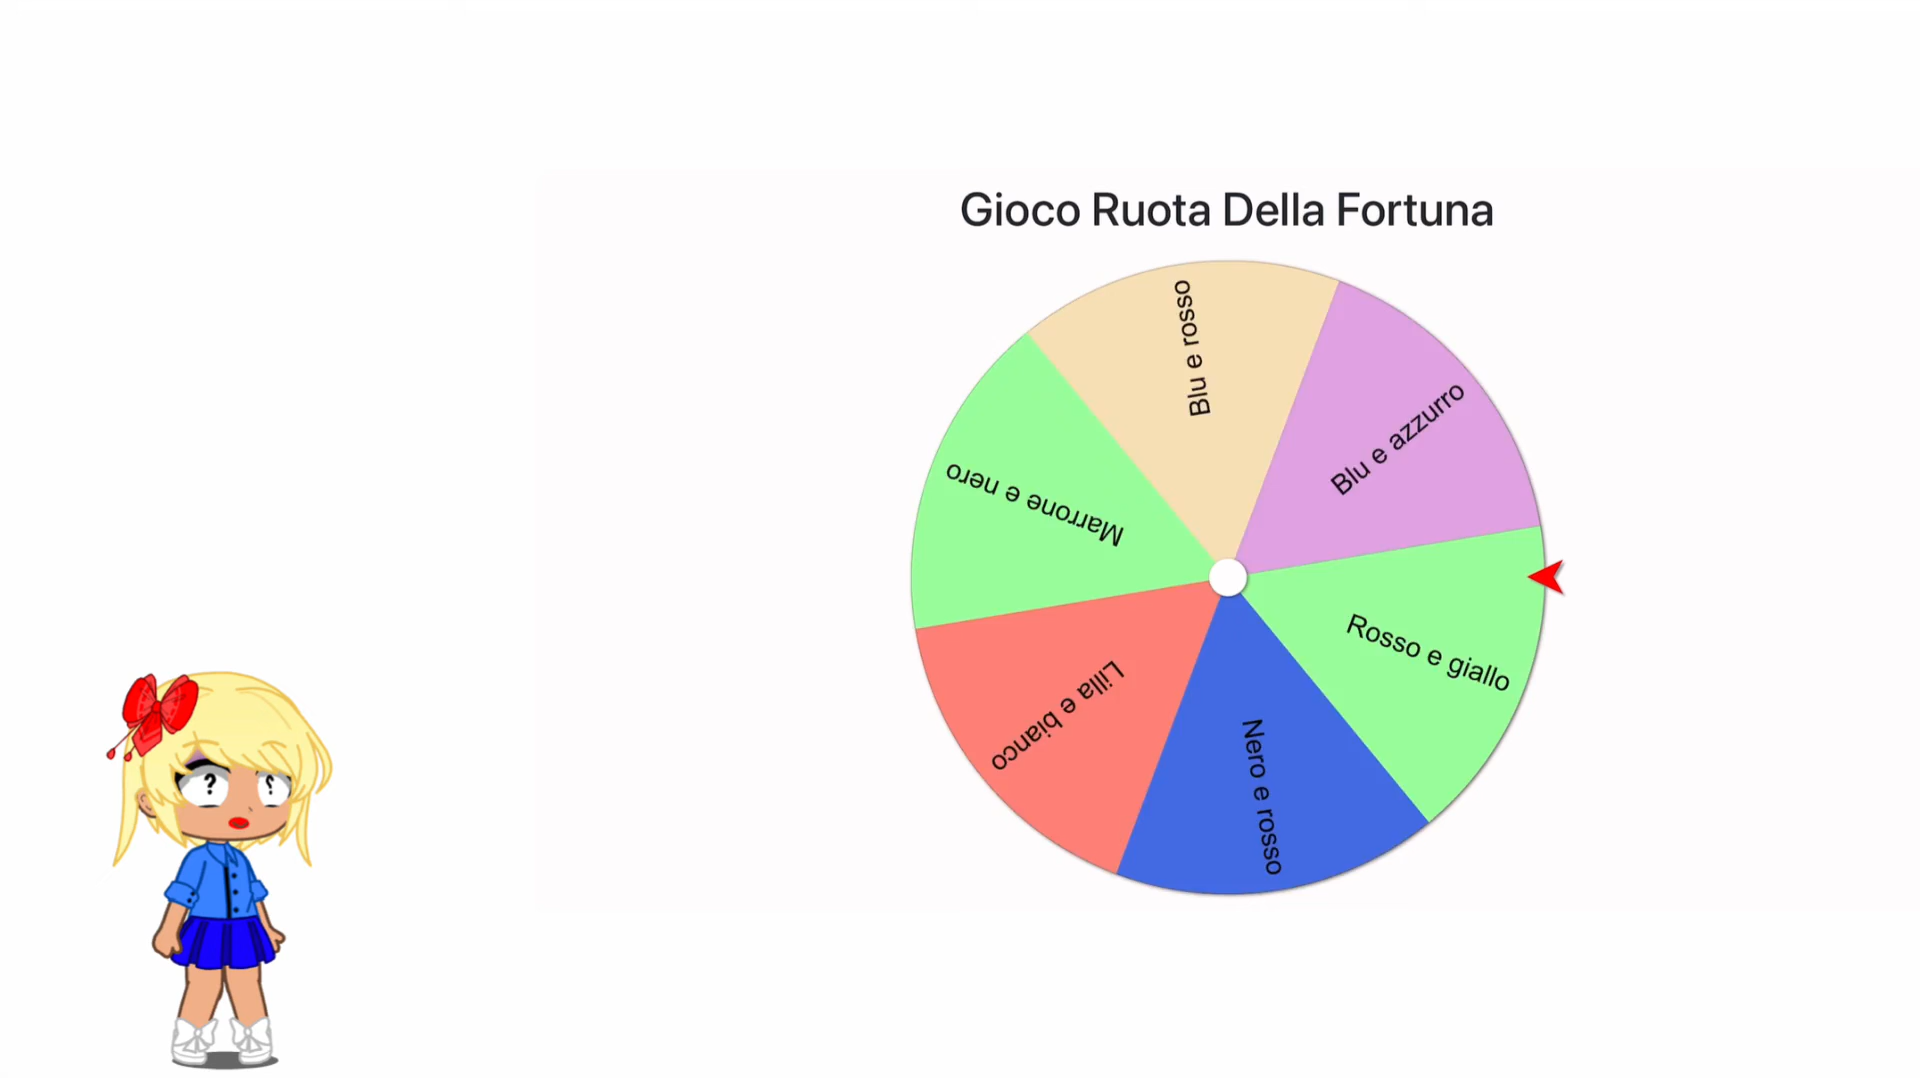 Gioco Ruota Della Fortuna
Blu e rosso
Blu e azzurro
Rosso e giallo
Nero e rosso
Lilla e bianco
Marrone e nero
? ?